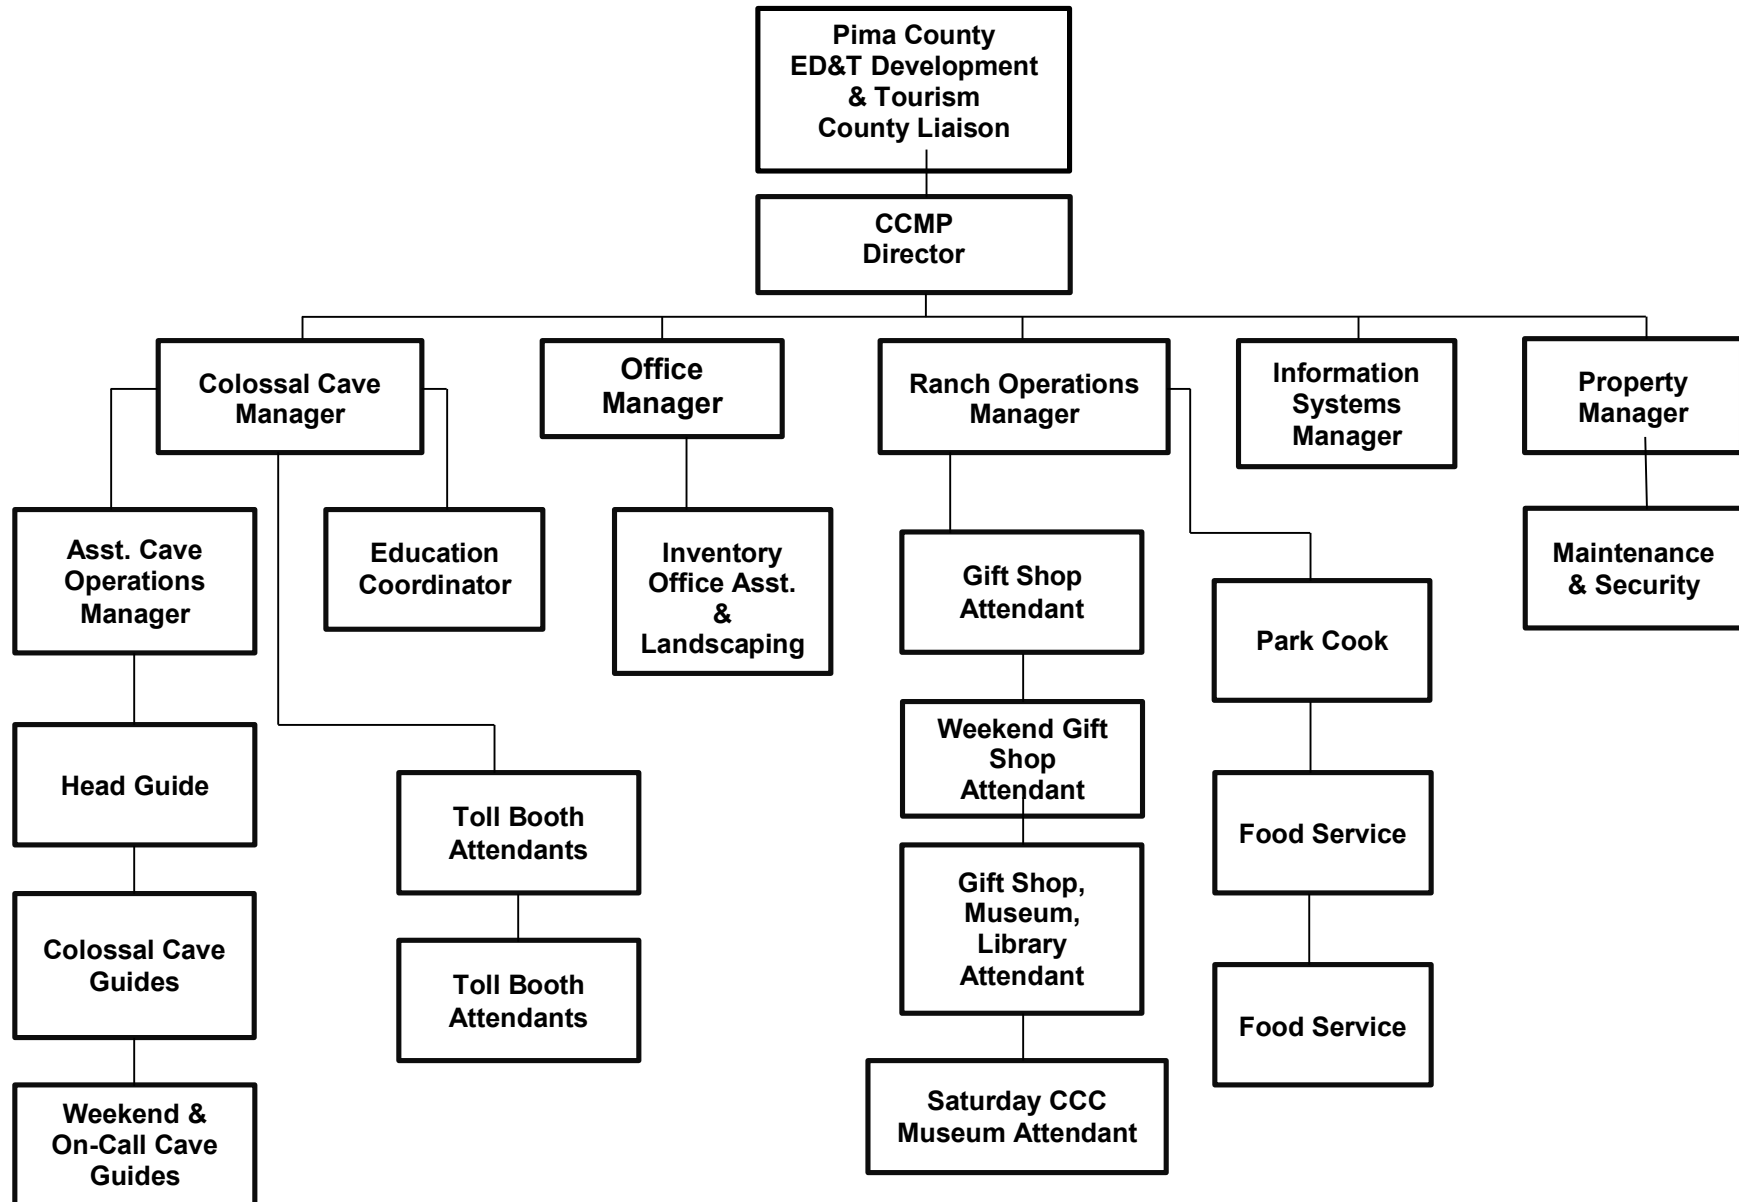 Pima County
ED&T Development
& Tourism
County Liaison
CCMP
Director
Colossal Cave
Manager
Office
Manager
Ranch Operations
Manager
Information
Systems
Manager
Property
Manager
Asst. Cave
Operations
Manager
Education
Coordinator
Inventory
Office Asst.
&
Landscaping
Gift Shop
Attendant
Park Cook
Maintenance
& Security
Head Guide
Toll Booth
Attendants
Weekend Gift
Shop
Attendant
Food Service
Colossal Cave
Guides
Toll Booth
Attendants
Gift Shop,
Museum,
Library
Attendant
Food Service
Weekend &
On-Call Cave
Guides
Saturday CCC
Museum Attendant